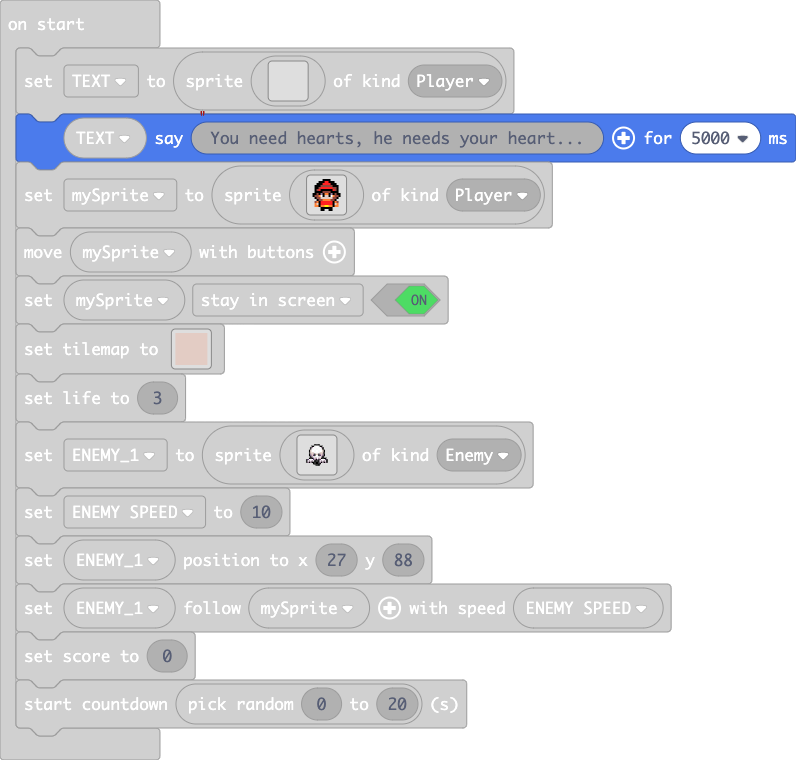 on start
set TEXT to sprite of kind Player
TEXT say " You need hearts, he needs your heart... for 5000 ms
set mySprite to sprite of kind Player
move mySprite with buttons
set mySprite stay in screen ON
set tilemap to
set life to 3
set ENEMY_1 to sprite of kind Enemy
set ENEMY SPEED to 10
set ENEMY_1 position to x 27 y 88
set ENEMY_1 follow mySprite with speed ENEMY SPEED
set score to 0
start countdown pick random 0 to 20 (s)